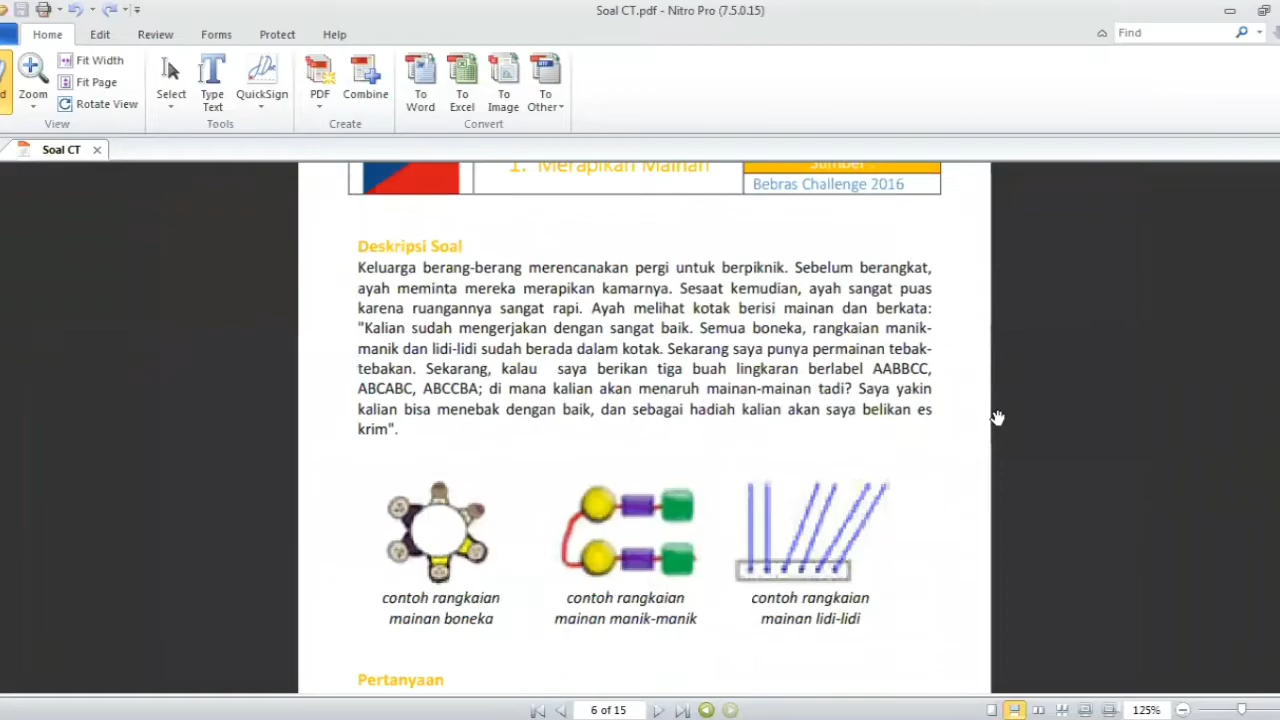 Soal CT.pdf - Nitro Pro (7.5.0.15)
Home Edit Review Forms Protect Help
Find
Zoom
Fit Width
Fit Page
Rotate View
View
Select
Type Text
QuickSign
Tools
PDF
Combine
Create
To Word
To Excel
To Image
To Other
Convert
Soal CT
1. Merapikan Mainan
Sumber :
Bebras Challenge 2016
Deskripsi Soal
Keluarga berang-berang merencanakan pergi untuk berpiknik. Sebelum berangkat,
ayah meminta mereka merapikan kamarnya. Sesaat kemudian, ayah sangat puas
karena ruangannya sangat rapi. Ayah melihat kotak berisi mainan dan berkata:
"Kalian sudah mengerjakan dengan sangat baik. Semua boneka, rangkaian manik-
manik dan lidi-lidi sudah berada dalam kotak. Sekarang saya punya permainan tebak-
tebakan. Sekarang, kalau saya berikan tiga buah lingkaran berlabel AABBCC,
ABCABC, ABCCBA; di mana kalian akan menaruh mainan-mainan tadi? Saya yakin
kalian bisa menebak dengan baik, dan sebagai hadiah kalian akan saya belikan es
krim".
contoh rangkaian
mainan boneka
contoh rangkaian
mainan manik-manik
contoh rangkaian
mainan lidi-lidi
Pertanyaan
6 of 15
125%